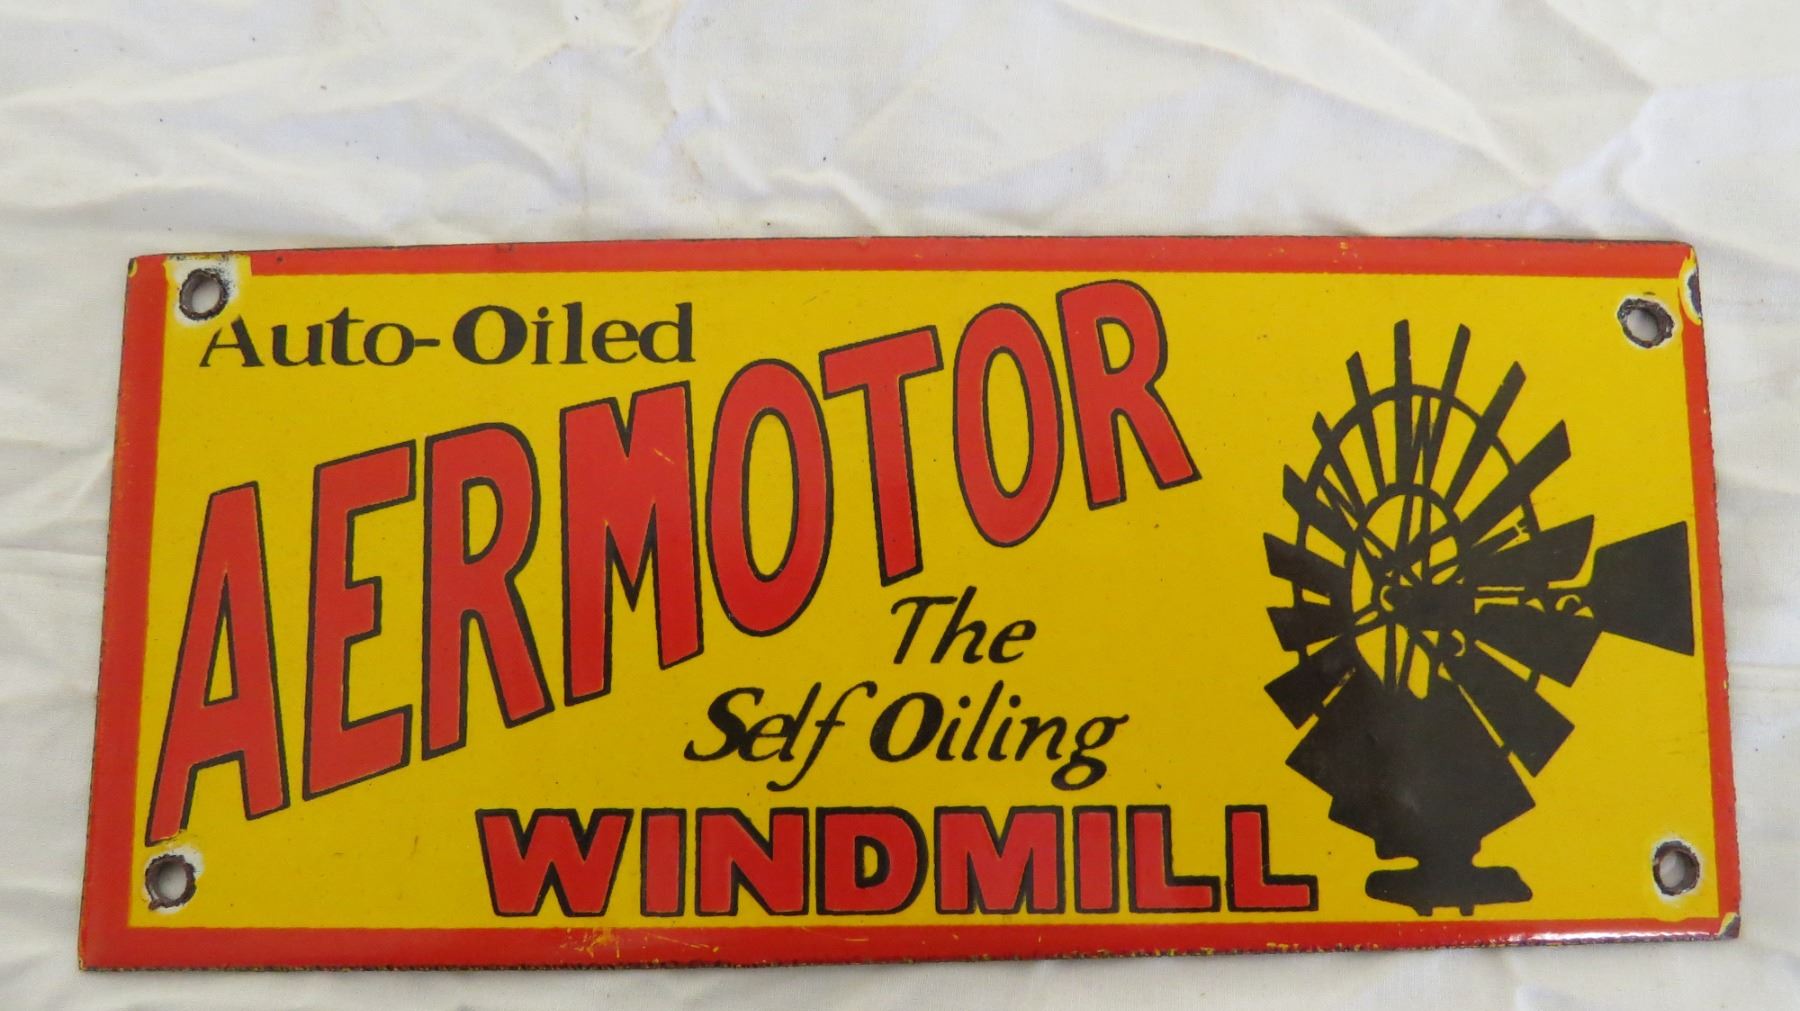 Auto-Oiled
AERMOTOR
The
Self Oiling
WINDMILL